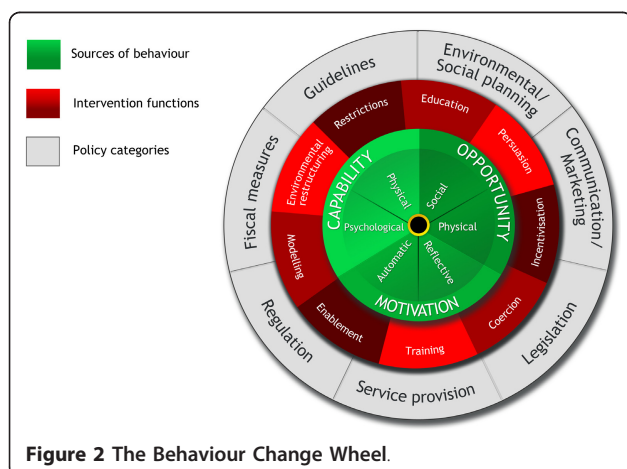 Sources of behaviour
Intervention functions
Policy categories
Guidelines
Environmental/
Social planning
Communication/
Marketing
Legislation
Service provision
Regulation
Fiscal measures
Restrictions
Education
Persuasion
Incentivisation
Coercion
Training
Enablement
Modelling
Environmental
restructuring
CAPABILITY
OPPORTUNITY
MOTIVATION
Physical
Social
Psychological
Physical
Automatic
Reflective
Figure 2 The Behaviour Change Wheel.